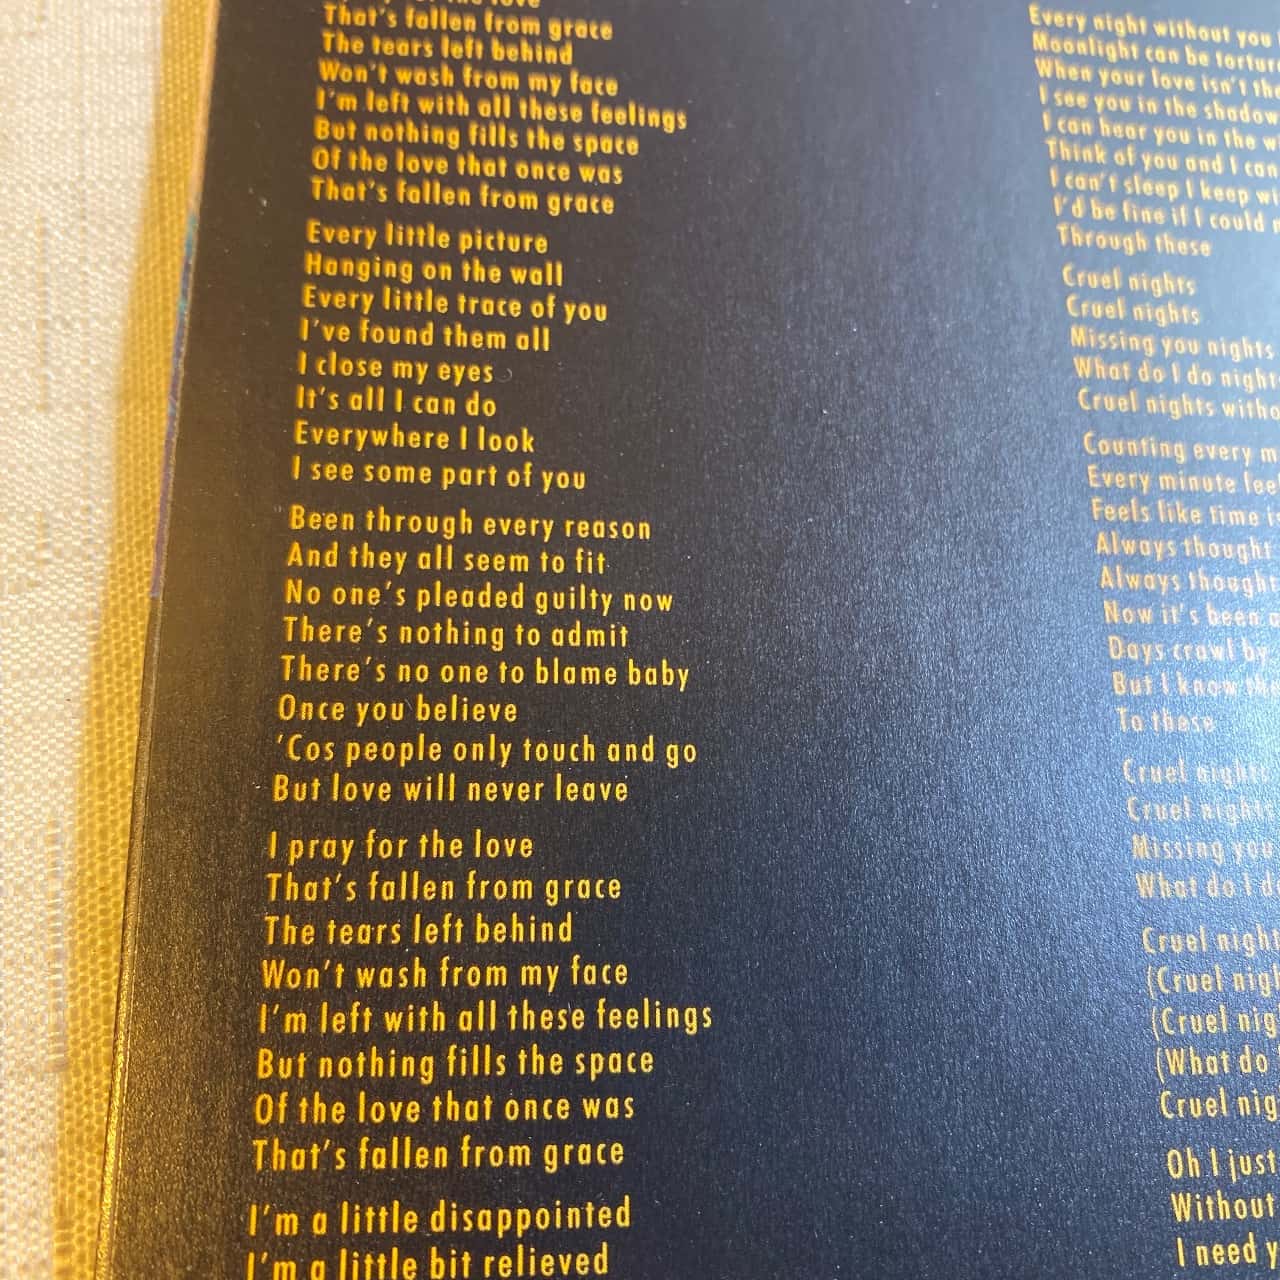 the love
That's fallen from grace
The tears left behind
Won't wash from my face
I'm left with all these feelings
But nothing fills the space
Of the love that once was
That's fallen from grace
Every little picture
Hanging on the wall
Every little trace of you
I've found them all
I close my eyes
It's all I can do
Everywhere I look
I see some part of you
Been through every reason
And they all seem to fit
No one's pleaded guilty now
There's nothing to admit
There's no one to blame baby
Once you believe
'Cos people only touch and go
But love will never leave
I pray for the love
That's fallen from grace
The tears left behind
Won't wash from my face
I'm left with all these feelings
But nothing fills the space
Of the love that once was
That's fallen from grace
I'm a little disappointed
I'm a little bit relieved
Every night without you
Moonlight can be torture
When your love isn't
I see you in the
I can hear you in the
Think of you and I can
I can't sleep I keep
I'd be fine if I could
Through these
Cruel nights
Cruel nights
Missing you nights
What do I do
Cruel nights
Counting every
Every minute
Feels like time
Always thought
Always thought
Now it's been
Days crawl by
But I know
To these
Cruel nights
Cruel nights
Missing you
What do I
Cruel
(Cruel
(Cruel
(What do
Cruel
Oh I just
Without
I need